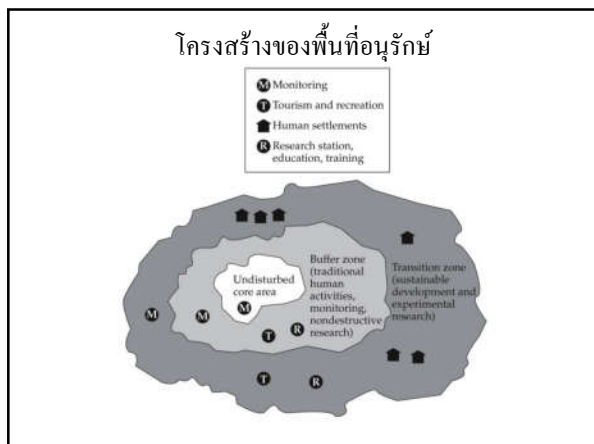 โครงสร้างของพื้นที่อนุรักษ์
M Monitoring
T Tourism and recreation
Human settlements
R Research station,
education, training
Undisturbed
core area
Buffer zone
(traditional
human
activities,
monitoring,
nondestructive
research)
Transition zone
(sustainable
development and
experimental
research)
M
M
M
T
R
T
R